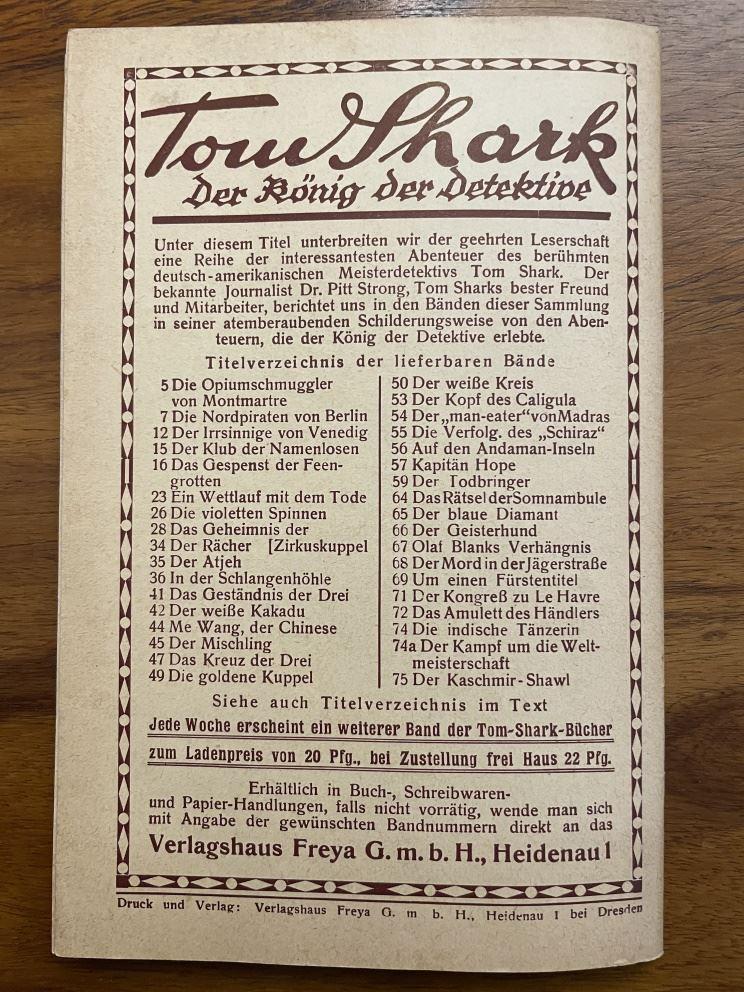 Tom Shark
Der König der Detektive
Unter diesem Titel unterbreiten wir der geehrten Leserschaft
eine Reihe der interessantesten Abenteuer des berühmten
deutsch-amerikanischen Meisterdetektivs Tom Shark. Der
bekannte Journalist Dr. Pitt Strong, Tom Sharks bester Freund
und Mitarbeiter, berichtet uns in den Bänden dieser Sammlung
in seiner atemberaubenden Schilderungsweise von den Aben-
teuern, die der König der Detektive erlebte.
Titelverzeichnis der lieferbaren Bände
5 Die Opiumschmuggler
von Montmartre
7 Die Nordpiraten von Berlin
12 Der Irrsinnige von Venedig
15 Der Klub der Namenlosen
16 Das Gespenst der Feen-
grotten
23 Ein Wettlauf mit dem Tode
26 Die violetten Spinnen
28 Das Geheimnis der
34 Der Rächer [Zirkuskuppel
35 Der Atjeh
36 In der Schlangenhöhle
41 Das Geständnis der Drei
42 Der weiße Kakadu
44 Me Wang, der Chinese
45 Der Mischling
47 Das Kreuz der Drei
49 Die goldene Kuppel
50 Der weiße Kreis
53 Der Kopf des Caligula
54 Der „man-eater“ von Madras
55 Die Verfolg. des „Schiraz“
56 Auf den Andaman-Inseln
57 Kapitän Hope
59 Der Todbringer
64 Das Rätsel der Somnambule
65 Der blaue Diamant
66 Der Geisterhund
67 Olaf Blanks Verhängnis
68 Der Mord in der Jägerstraße
69 Um einen Fürstentitel
71 Der Kongreß zu Le Havre
72 Das Amulett des Händlers
74 Die indische Tänzerin
74a Der Kampf um die Welt-
meisterschaft
75 Der Kaschmir-Shawl
Siehe auch Titelverzeichnis im Text
Jede Woche erscheint ein weiterer Band der Tom-Shark-Bücher
zum Ladenpreis von 20 Pfg., bei Zustellung frei Haus 22 Pfg.
Erhältlich in Buch-, Schreibwaren-
und Papier-Handlungen, falls nicht vorrätig, wende man sich
mit Angabe der gewünschten Bandnummern direkt an das
Verlagshaus Freya G. m. b. H., Heidenau 1
Druck und Verlag: Verlagshaus Freya G. m b. H., Heidenau 1 bei Dresden